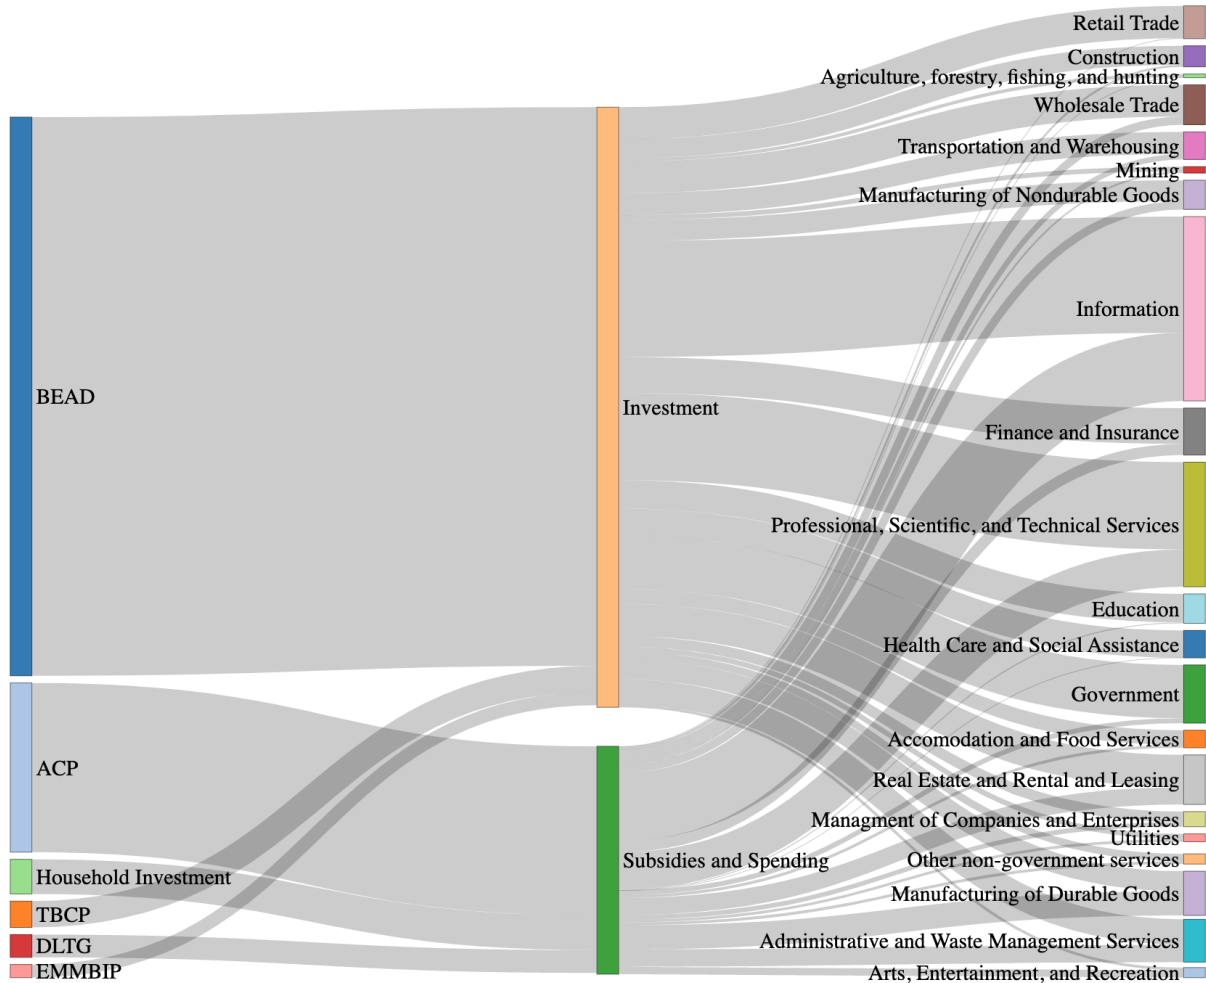 BEAD
ACP
Household Investment
TBCP
DLTG
EMMBIP
Investment
Subsidies and Spending
Retail Trade
Construction
Agriculture, forestry, fishing, and hunting
Wholesale Trade
Transportation and Warehousing
Mining
Manufacturing of Nondurable Goods
Information
Finance and Insurance
Professional, Scientific, and Technical Services
Education
Health Care and Social Assistance
Government
Accomodation and Food Services
Real Estate and Rental and Leasing
Managment of Companies and Enterprises
Utilities
Other non-government services
Manufacturing of Durable Goods
Administrative and Waste Management Services
Arts, Entertainment, and Recreation